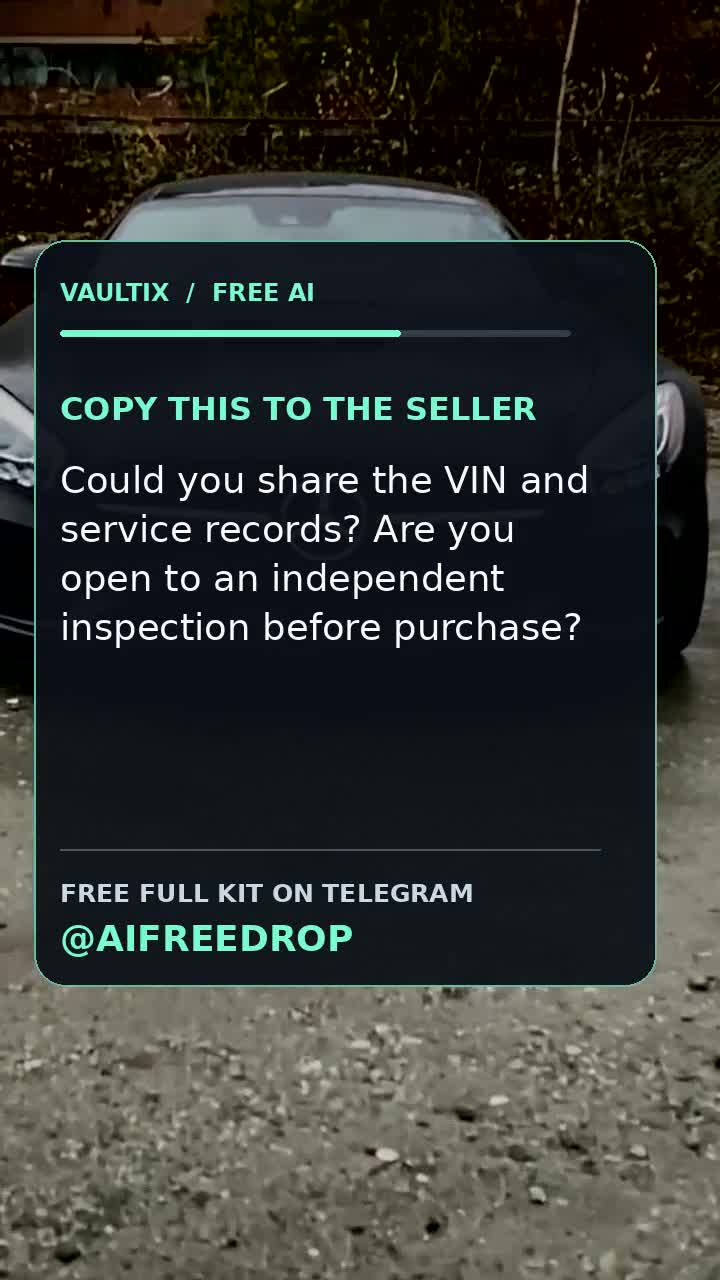 VAULTIX / FREE AI
COPY THIS TO THE SELLER
Could you share the VIN and
service records? Are you
open to an independent
inspection before purchase?
FREE FULL KIT ON TELEGRAM
@AIFREEDROP